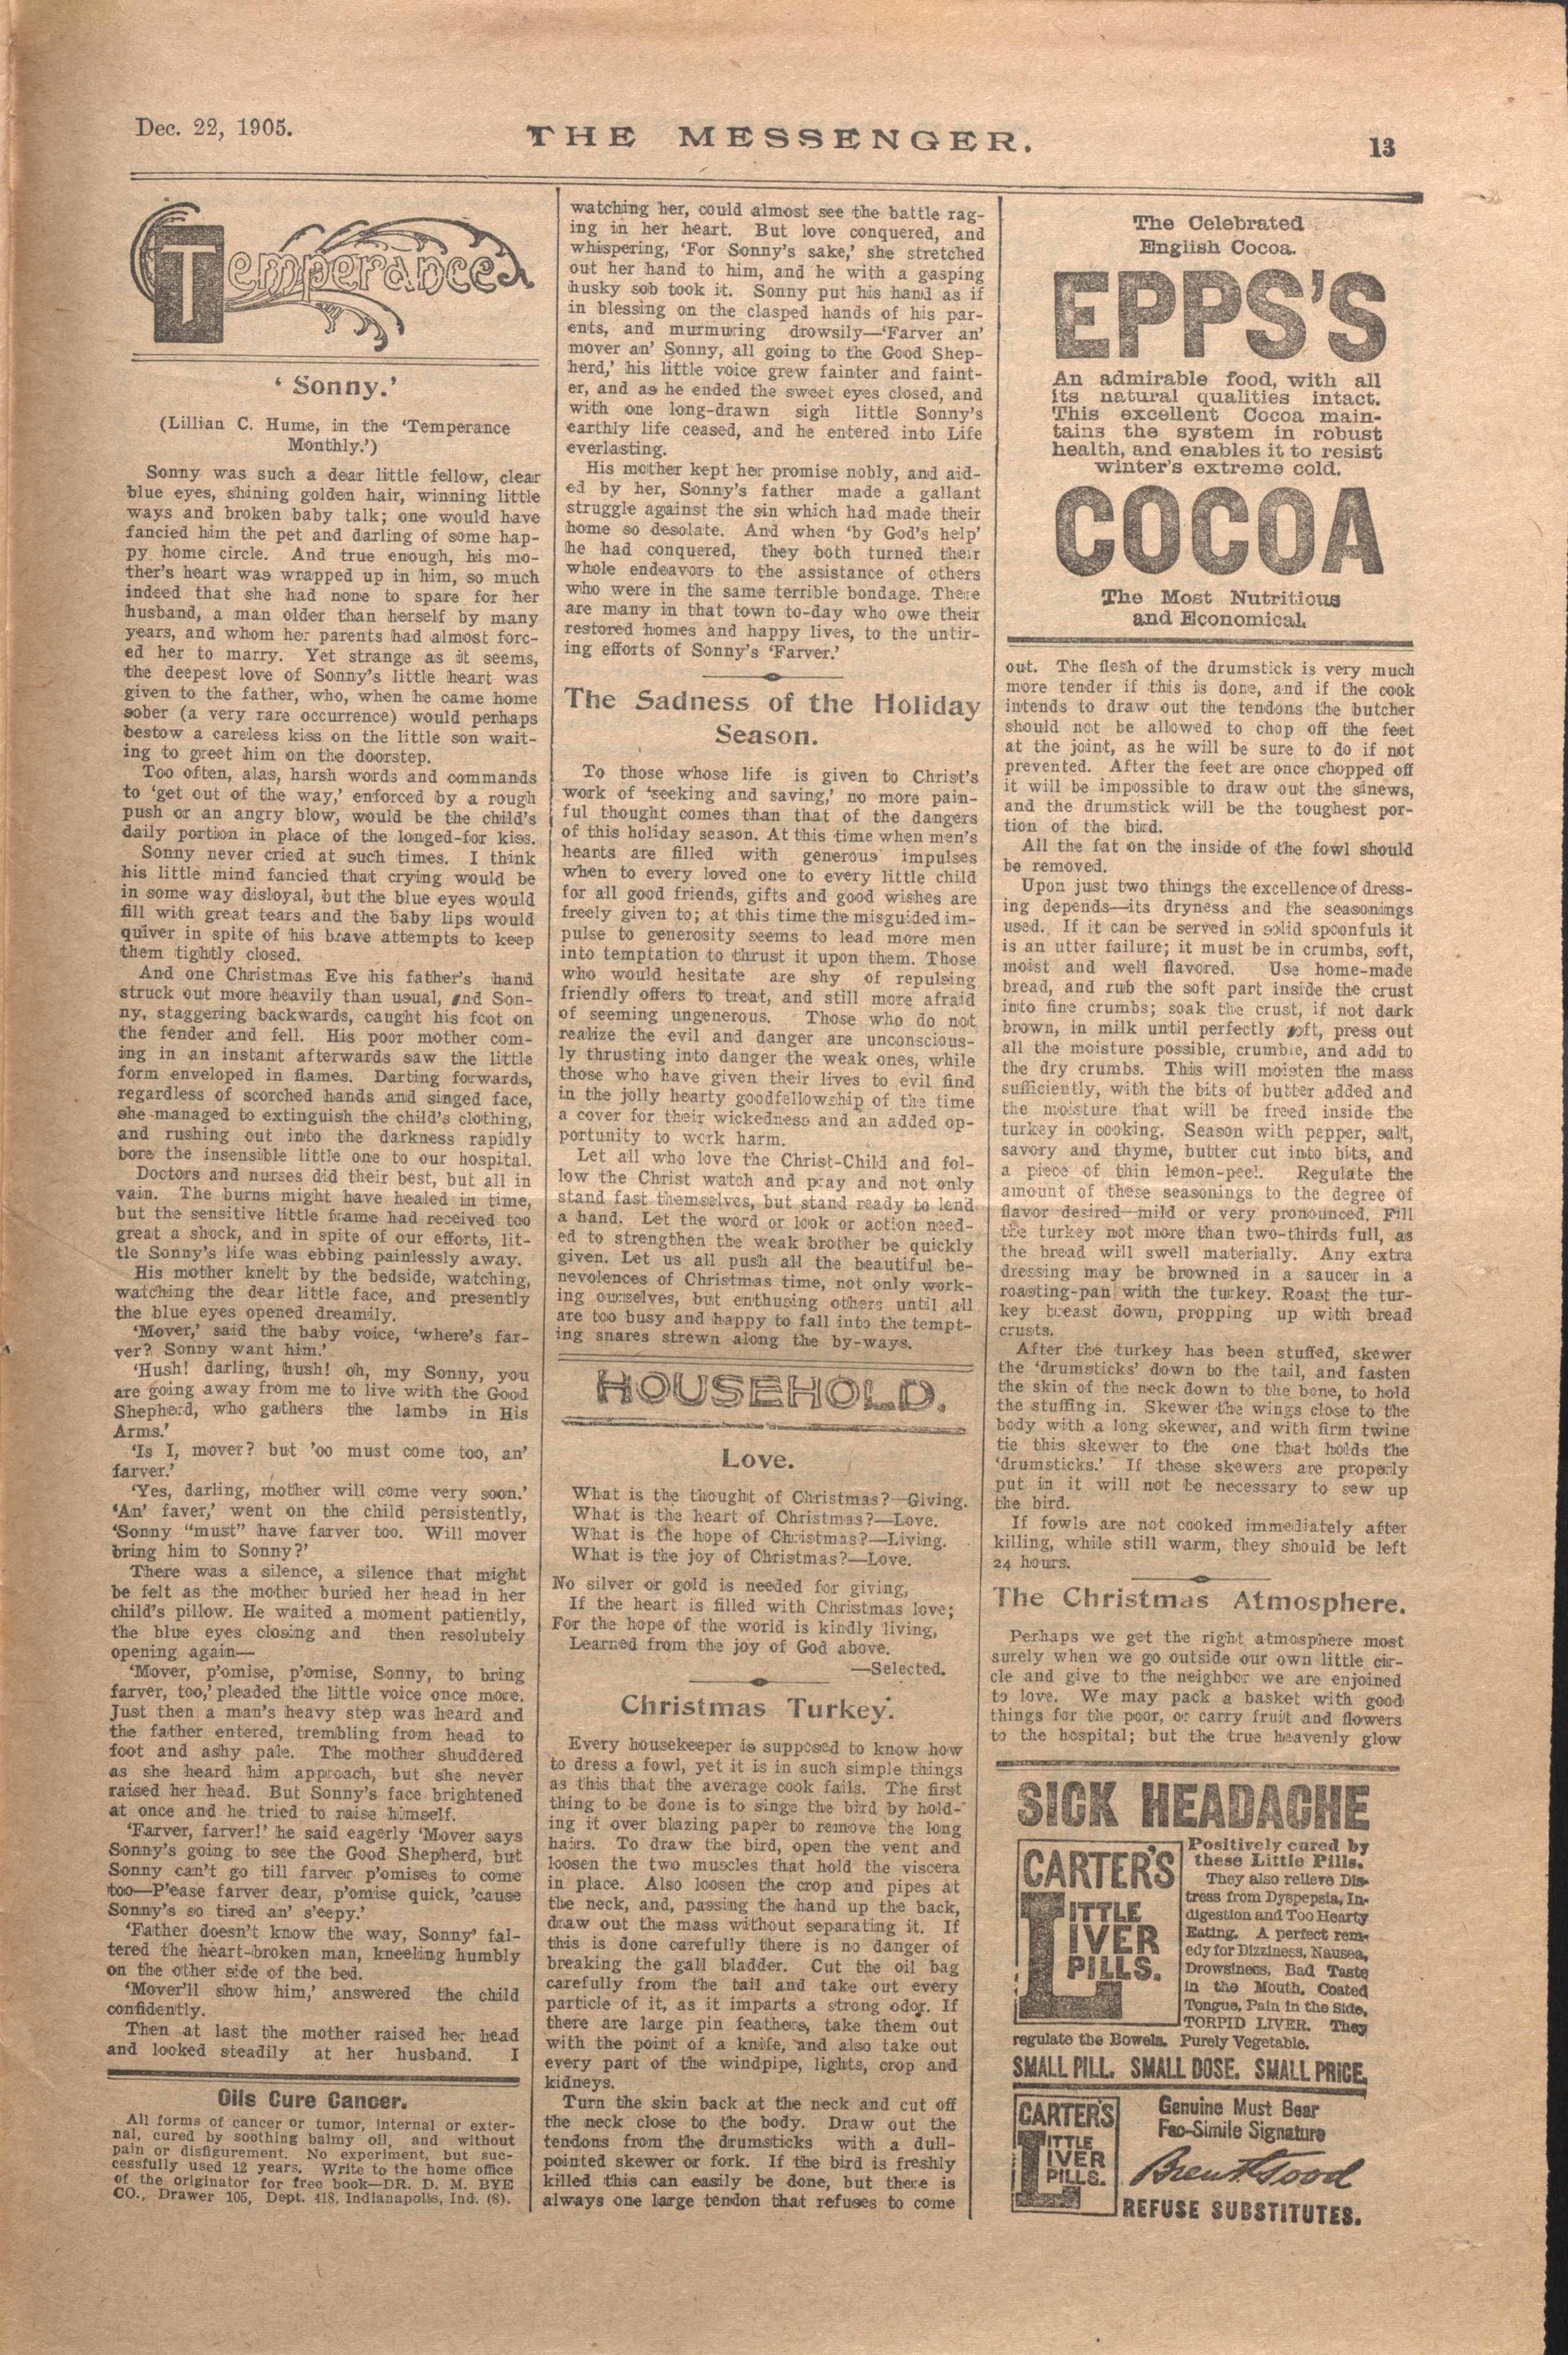 Dec. 22, 1905.
THE MESSENGER.
13
Temperance
‘ Sonny.’
(Lillian C. Hume, in the ‘Temperance
Monthly.’)
Sonny was such a dear little fellow, clear
blue eyes, shining golden hair, winning little
ways and broken baby talk; one would have
fancied him the pet and darling of some hap-
py home circle. And true enough, his mo-
ther's heart was wrapped up in him, so much
indeed that she had none to spare for her
husband, a man older than herself by many
years, and whom her parents had almost forc-
ed her to marry. Yet strange as it seems,
the deepest love of Sonny's little heart was
given to the father, who, when he came home
sober (a very rare occurrence) would perhaps
bestow a careless kiss on the little son wait-
ing to greet him on the doorstep.
Too often, alas, harsh words and commands
to ‘get out of the way,’ enforced by a rough
push or an angry blow, would be the child's
daily portion in place of the longed-for kiss.
Sonny never cried at such times. I think
his little mind fancied that crying would be
in some way disloyal, but the blue eyes would
fill with great tears and the baby lips would
quiver in spite of his brave attempts to keep
them tightly closed.
And one Christmas Eve his father's hand
struck out more heavily than usual, and Son-
ny, staggering backwards, caught his foot on
the fender and fell. His poor mother com-
ing in an instant afterwards saw the little
form enveloped in flames. Darting forwards,
regardless of scorched hands and singed face,
she managed to extinguish the child's clothing,
and rushing out into the darkness rapidly
bore the insensible little one to our hospital.
Doctors and nurses did their best, but all in
vain. The burns might have healed in time,
but the sensitive little frame had received too
great a shock, and in spite of our efforts, lit-
tle Sonny's life was ebbing painlessly away.
His mother knelt by the bedside, watching,
watching the dear little face, and presently
the blue eyes opened dreamily.
‘Mover,’ said the baby voice, ‘where's far-
ver? Sonny want him.’
‘Hush! darling, hush! oh, my Sonny, you
are going away from me to live with the Good
Shepherd, who gathers the lambs in His
Arms.’
‘Is I, mover? but 'oo must come too, an'
farver.’
‘Yes, darling, mother will come very soon.’
‘An' faver,’ went on the child persistently,
‘Sonny “must” have farver too. Will mover
bring him to Sonny?’
There was a silence, a silence that might
be felt as the mother buried her head in her
child's pillow. He waited a moment patiently,
the blue eyes closing and then resolutely
opening again—
‘Mover, p'omise, p'omise, Sonny, to bring
farver, too,’ pleaded the little voice once more.
Just then a man's heavy step was heard and
the father entered, trembling from head to
foot and ashy pale. The mother shuddered
as she heard him approach, but she never
raised her head. But Sonny's face brightened
at once and he tried to raise himself.
‘Farver, farver!’ he said eagerly ‘Mover says
Sonny's going to see the Good Shepherd, but
Sonny can't go till farver p'omises to come
too—P'ease farver dear, p'omise quick, 'cause
Sonny's so tired an' s'eepy.’
‘Father doesn't know the way, Sonny’ fal-
tered the heart-broken man, kneeling humbly
on the other side of the bed.
‘Mover'll show him,’ answered the child
confidently.
Then at last the mother raised her head
and looked steadily at her husband. I
Oils Cure Cancer.
All forms of cancer or tumor, internal or exter-
nal, cured by soothing balmy oil, and without
pain or disfigurement. No experiment, but suc-
cessfully used 12 years. Write to the home office
of the originator for free book—DR. D. M. BYE
CO., Drawer 105, Dept. 418, Indianapolis, Ind. (8).
watching her, could almost see the battle rag-
ing in her heart. But love conquered, and
whispering, ‘For Sonny's sake,’ she stretched
out her hand to him, and he with a gasping
husky sob took it. Sonny put his hand as if
in blessing on the clasped hands of his par-
ents, and murmuring drowsily—‘Farver an'
mover an' Sonny, all going to the Good Shep-
herd,’ his little voice grew fainter and faint-
er, and as he ended the sweet eyes closed, and
with one long-drawn sigh little Sonny's
earthly life ceased, and he entered into Life
everlasting.
His mother kept her promise nobly, and aid-
ed by her, Sonny's father made a gallant
struggle against the sin which had made their
home so desolate. And when ‘by God's help’
he had conquered, they both turned their
whole endeavors to the assistance of others
who were in the same terrible bondage. There
are many in that town to-day who owe their
restored homes and happy lives, to the untir-
ing efforts of Sonny's ‘Farver.’
The Sadness of the Holiday
Season.
To those whose life is given to Christ's
work of ‘seeking and saving,’ no more pain-
ful thought comes than that of the dangers
of this holiday season. At this time when men's
hearts are filled with generous impulses
when to every loved one to every little child
for all good friends, gifts and good wishes are
freely given to; at this time the misguided im-
pulse to generosity seems to lead more men
into temptation to thrust it upon them. Those
who would hesitate are shy of repulsing
friendly offers to treat, and still more afraid
of seeming ungenerous. Those who do not
realize the evil and danger are unconscious-
ly thrusting into danger the weak ones, while
those who have given their lives to evil find
in the jolly hearty goodfellowship of the time
a cover for their wickedness and an added op-
portunity to work harm.
Let all who love the Christ-Child and fol-
low the Christ watch and pray and not only
stand fast themselves, but stand ready to lend
a hand. Let the word or look or action need-
ed to strengthen the weak brother be quickly
given. Let us all push all the beautiful be-
nevolences of Christmas time, not only work-
ing ourselves, but enthusing others until all
are too busy and happy to fall into the tempt-
ing snares strewn along the by-ways.
HOUSEHOLD.
Love.
What is the thought of Christmas?—Giving.
What is the heart of Christmas?—Love.
What is the hope of Christmas?—Living.
What is the joy of Christmas?—Love.
No silver or gold is needed for giving,
If the heart is filled with Christmas love;
For the hope of the world is kindly living,
Learned from the joy of God above.
—Selected.
Christmas Turkey.
Every housekeeper is supposed to know how
to dress a fowl, yet it is in such simple things
as this that the average cook fails. The first
thing to be done is to singe the bird by hold-
ing it over blazing paper to remove the long
hairs. To draw the bird, open the vent and
loosen the two muscles that hold the viscera
in place. Also loosen the crop and pipes at
the neck, and, passing the hand up the back,
draw out the mass without separating it. If
this is done carefully there is no danger of
breaking the gall bladder. Cut the oil bag
carefully from the tail and take out every
particle of it, as it imparts a strong odor. If
there are large pin feathers, take them out
with the point of a knife, and also take out
every part of the windpipe, lights, crop and
kidneys.
Turn the skin back at the neck and cut off
the neck close to the body. Draw out the
tendons from the drumsticks with a dull-
pointed skewer or fork. If the bird is freshly
killed this can easily be done, but there is
always one large tendon that refuses to come
The Celebrated
English Cocoa.
EPPS'S
An admirable food, with all
its natural qualities intact.
This excellent Cocoa main-
tains the system in robust
health, and enables it to resist
winter's extreme cold.
COCOA
The Most Nutritious
and Economical.
out. The flesh of the drumstick is very much
more tender if this is done, and if the cook
intends to draw out the tendons the butcher
should not be allowed to chop off the feet
at the joint, as he will be sure to do if not
prevented. After the feet are once chopped off
it will be impossible to draw out the sinews,
and the drumstick will be the toughest por-
tion of the bird.
All the fat on the inside of the fowl should
be removed.
Upon just two things the excellence of dress-
ing depends—its dryness and the seasonings
used. If it can be served in solid spoonfuls it
is an utter failure; it must be in crumbs, soft,
moist and well flavored. Use home-made
bread, and rub the soft part inside the crust
into fine crumbs; soak the crust, if not dark
brown, in milk until perfectly soft, press out
all the moisture possible, crumble, and add to
the dry crumbs. This will moisten the mass
sufficiently, with the bits of butter added and
the moisture that will be freed inside the
turkey in cooking. Season with pepper, salt,
savory and thyme, butter cut into bits, and
a piece of thin lemon-peel. Regulate the
amount of these seasonings to the degree of
flavor desired—mild or very pronounced. Fill
the turkey not more than two-thirds full, as
the bread will swell materially. Any extra
dressing may be browned in a saucer in a
roasting-pan with the turkey. Roast the tur-
key breast down, propping up with bread
crusts.
After the turkey has been stuffed, skewer
the ‘drumsticks’ down to the tail, and fasten
the skin of the neck down to the bone, to hold
the stuffing in. Skewer the wings close to the
body with a long skewer, and with firm twine
tie this skewer to the one that holds the
‘drumsticks.’ If these skewers are properly
put in it will not be necessary to sew up
the bird.
If fowls are not cooked immediately after
killing, while still warm, they should be left
24 hours.
The Christmas Atmosphere.
Perhaps we get the right atmosphere most
surely when we go outside our own little cir-
cle and give to the neighbor we are enjoined
to love. We may pack a basket with good
things for the poor, or carry fruit and flowers
to the hospital; but the true heavenly glow
SICK HEADACHE
CARTER'S
LITTLE
LIVER
PILLS.
Positively cured by
these Little Pills.
They also relieve Dis-
tress from Dyspepsia, In-
digestion and Too Hearty
Eating. A perfect rem-
edy for Dizziness, Nausea,
Drowsiness, Bad Taste
in the Mouth, Coated
Tongue, Pain in the Side,
TORPID LIVER. They
regulate the Bowels. Purely Vegetable.
SMALL PILL. SMALL DOSE. SMALL PRICE.
CARTER'S
LITTLE
LIVER
PILLS.
Genuine Must Bear
Fac-Simile Signature
Brent Good
REFUSE SUBSTITUTES.